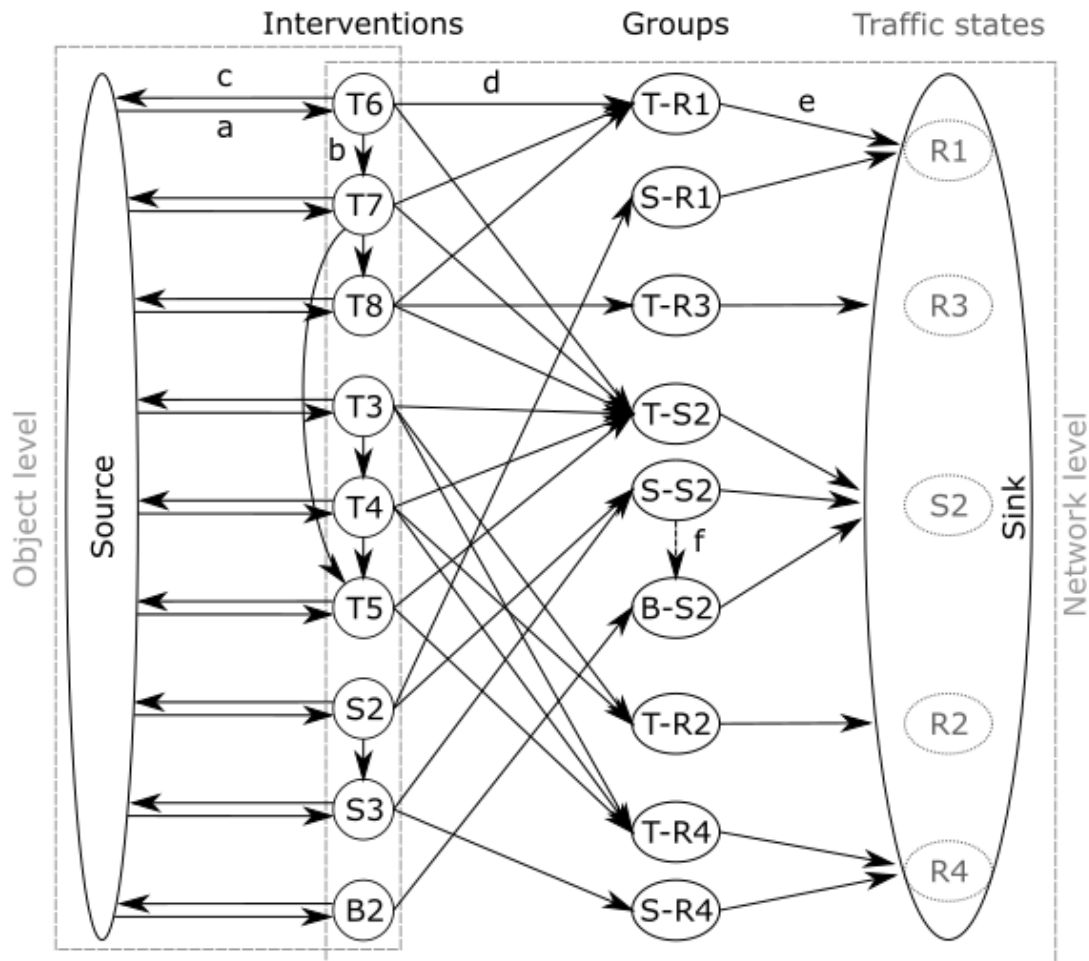 Interventions Groups Traffic states
c T6 d T-R1 e
a R1
b
T7 S-R1
T8 T-R3 R3
T3 T-S2
Object level Source T4 S-S2 S2 Sink Network level
f
T5 B-S2
S2 T-R2 R2
S3 T-R4
R4
B2 S-R4